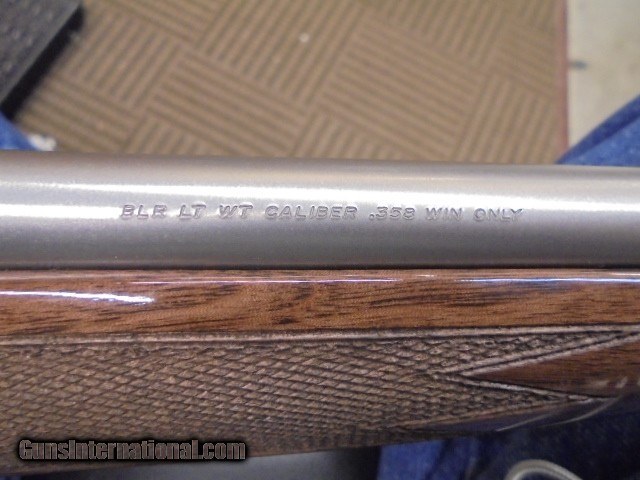 BLR LT WT CALIBER .358 WIN ONLY
GunsInternational.com